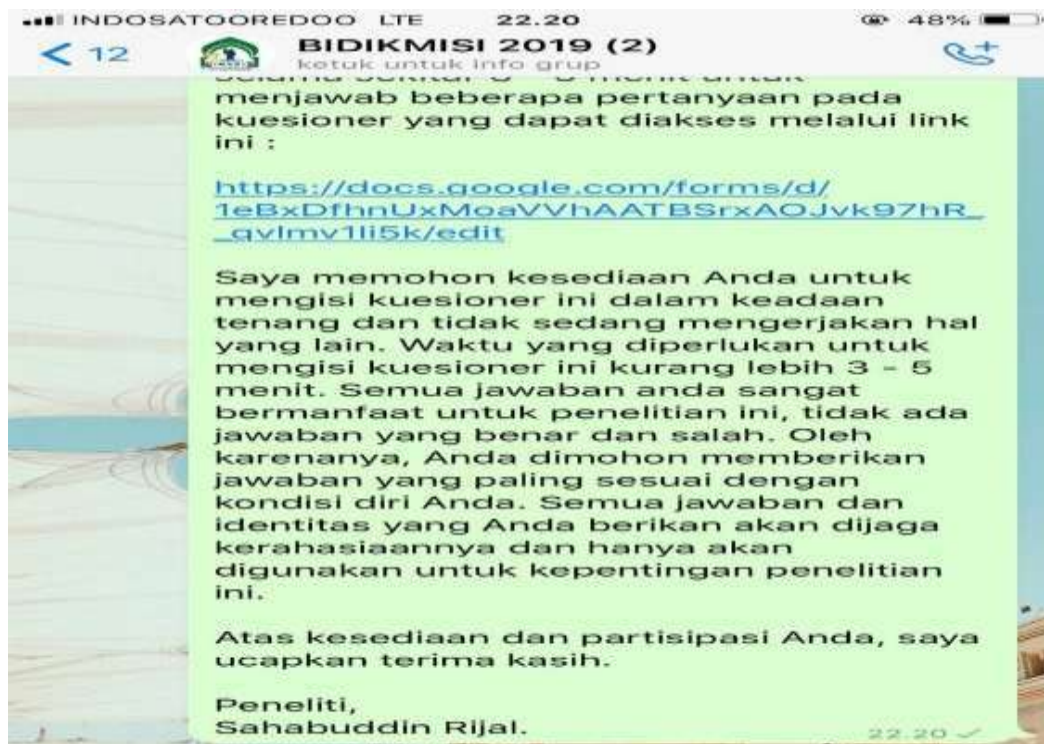 INDOSATOOREDOO LTE 22.20 48%
12 BIDIKMISI 2019 (2)
ketuk untuk info grup
menit untuk
menjawab beberapa pertanyaan pada
kuesioner yang dapat diakses melalui link
ini :
https://docs.google.com/forms/d/
Saya memohon kesediaan Anda untuk
mengisi kuesioner ini dalam keadaan
tenang dan tidak sedang mengerjakan hal
yang lain. Waktu yang diperlukan untuk
mengisi kuesioner ini kurang lebih 3 – 5
menit. Semua jawaban anda sangat
bermanfaat untuk penelitian ini, tidak ada
jawaban yang benar dan salah. Oleh
karenanya, Anda dimohon memberikan
jawaban yang paling sesuai dengan
kondisi diri Anda. Semua jawaban dan
identitas yang Anda berikan akan dijaga
kerahasiaannya dan hanya akan
digunakan untuk kepentingan penelitian
ini.
Atas kesediaan dan partisipasi Anda, saya
ucapkan terima kasih.
Peneliti,
Sahabuddin Rijal.
22.20